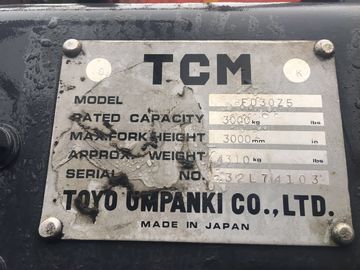 TCM
MODEL FD30Z5
RATED CAPACITY 3000 kg lbs
MAX.FORK HEIGHT 3000 mm in
APPROX. WEIGHT 4310 kg lbs
SERIAL NO.
TOYO UMPANKI CO., LTD.
MADE IN JAPAN